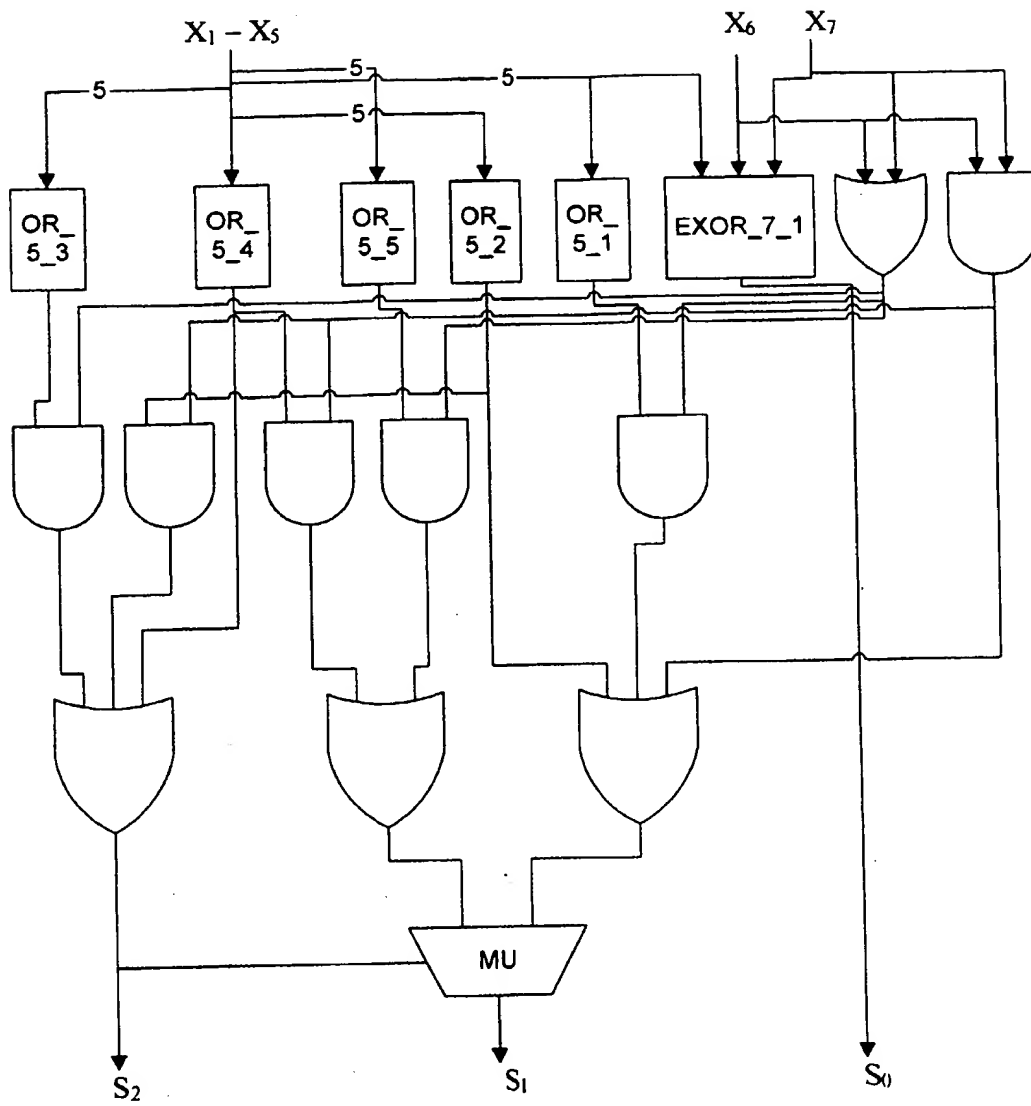 X₁ – X₅
X₆
X₇
5
5
5
5
OR_
5_3
OR_
5_4
OR_
5_5
OR_
5_2
OR_
5_1
EXOR_7_1
MU
S₂
S₁
S₀